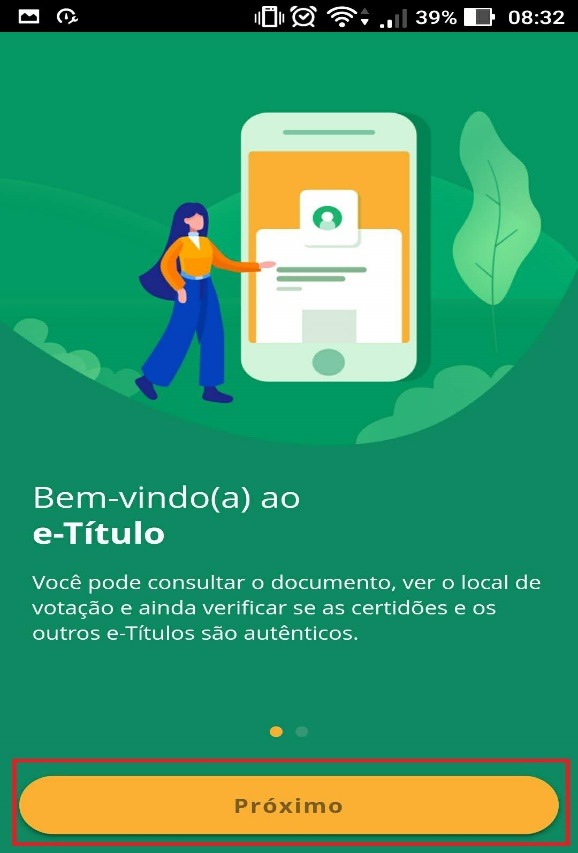 39% 08:32
Bem-vindo(a) ao
e-Título
Você pode consultar o documento, ver o local de
votação e ainda verificar se as certidões e os
outros e-Títulos são autênticos.
Próximo